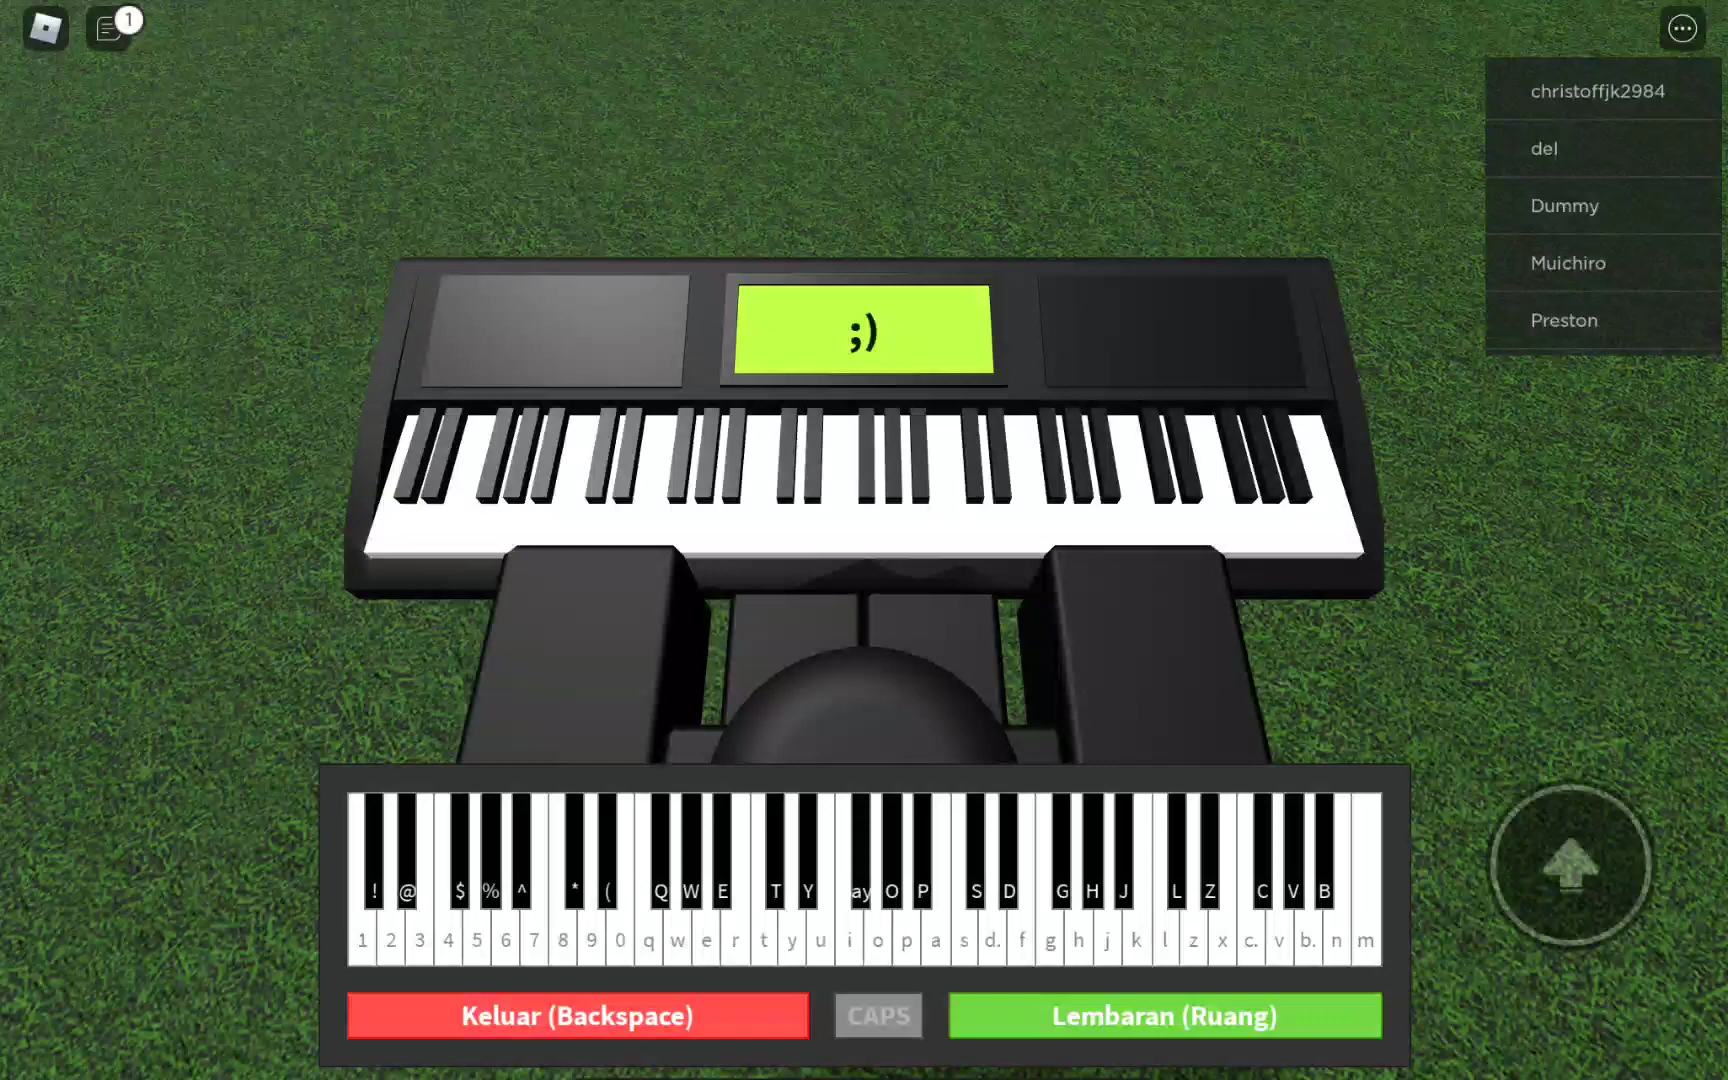 1
christoffjk2984
del
Dummy
Muichiro
Preston
;)
! @ $ % ^ * ( Q W E T Y ay O P S D G H J L Z C V B
1 2 3 4 5 6 7 8 9 0 q w e r t y u i o p a s d. f g h j k l z x c. v b. n m
Keluar (Backspace)
CAPS
Lembaran (Ruang)